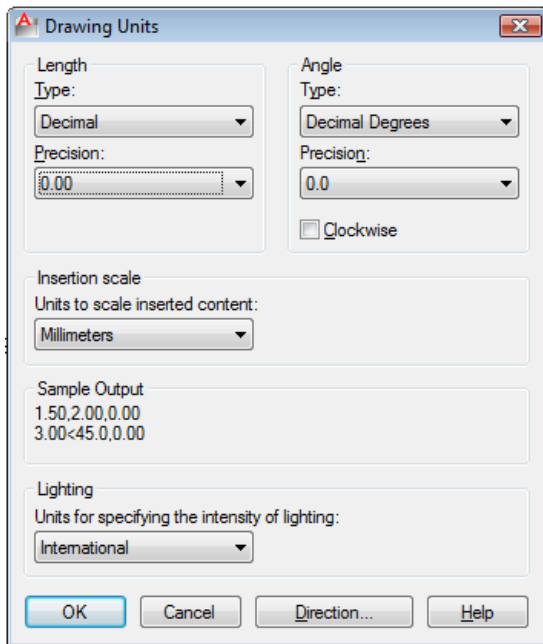 Drawing Units
Length
Type:
Decimal
Precision:
0.00
Angle
Type:
Decimal Degrees
Precision:
0.0
Clockwise
Insertion scale
Units to scale inserted content:
Millimeters
Sample Output
1.50,2.00,0.00
3.00<45.0,0.00
Lighting
Units for specifying the intensity of lighting:
International
OK Cancel Direction... Help